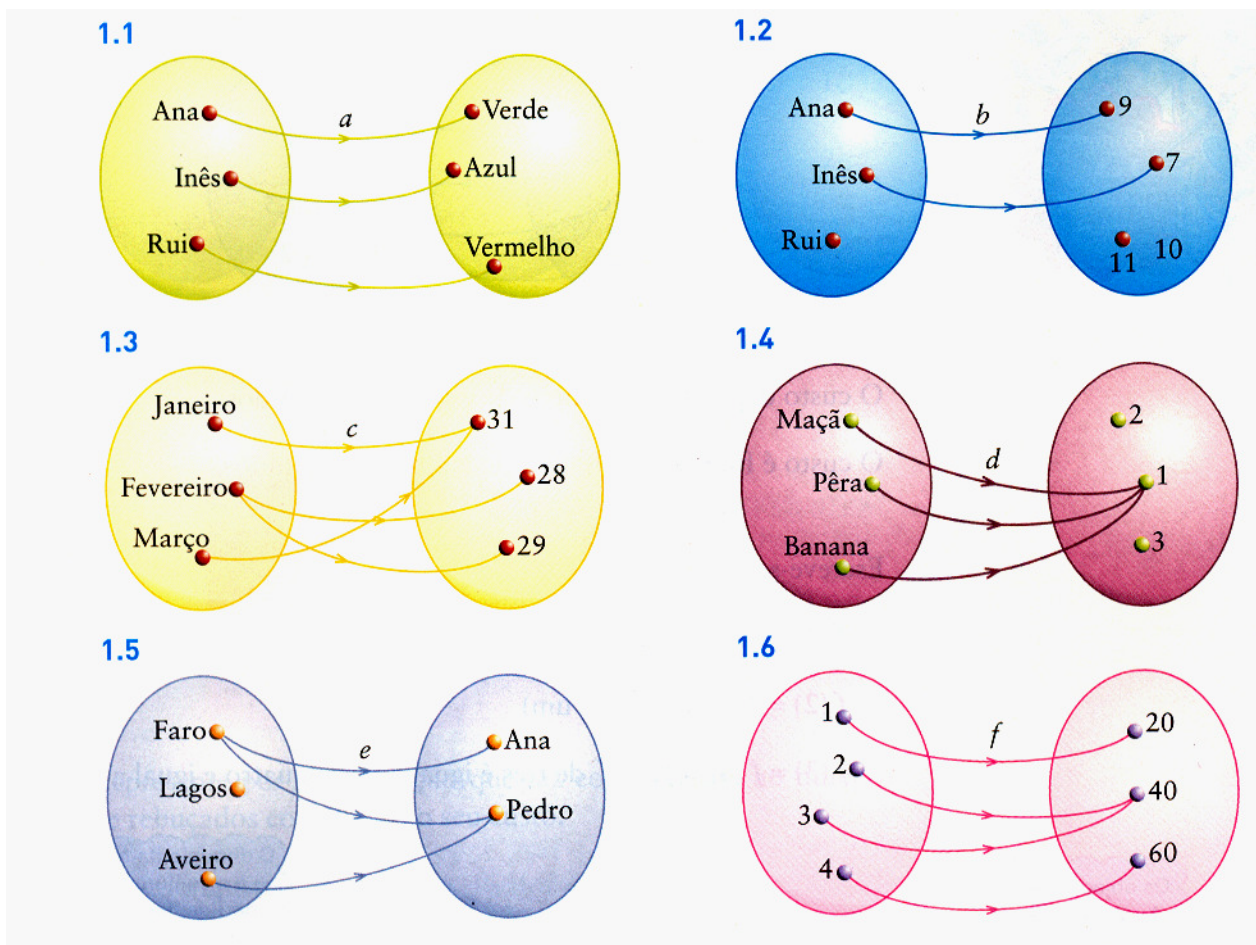 1.1
a
Ana
Verde
Inês
Azul
Rui
Vermelho
1.2
b
Ana
9
Inês
7
Rui
11
10
1.3
Janeiro
c
31
Fevereiro
28
Março
29
1.4
O custo
Maçã
2
d
O custo é
Pêra
1
Banana
3
1.5
Faro
e
Ana
Lagos
Pedro
Aveiro
1.6
1
f
20
2
40
3
4
60